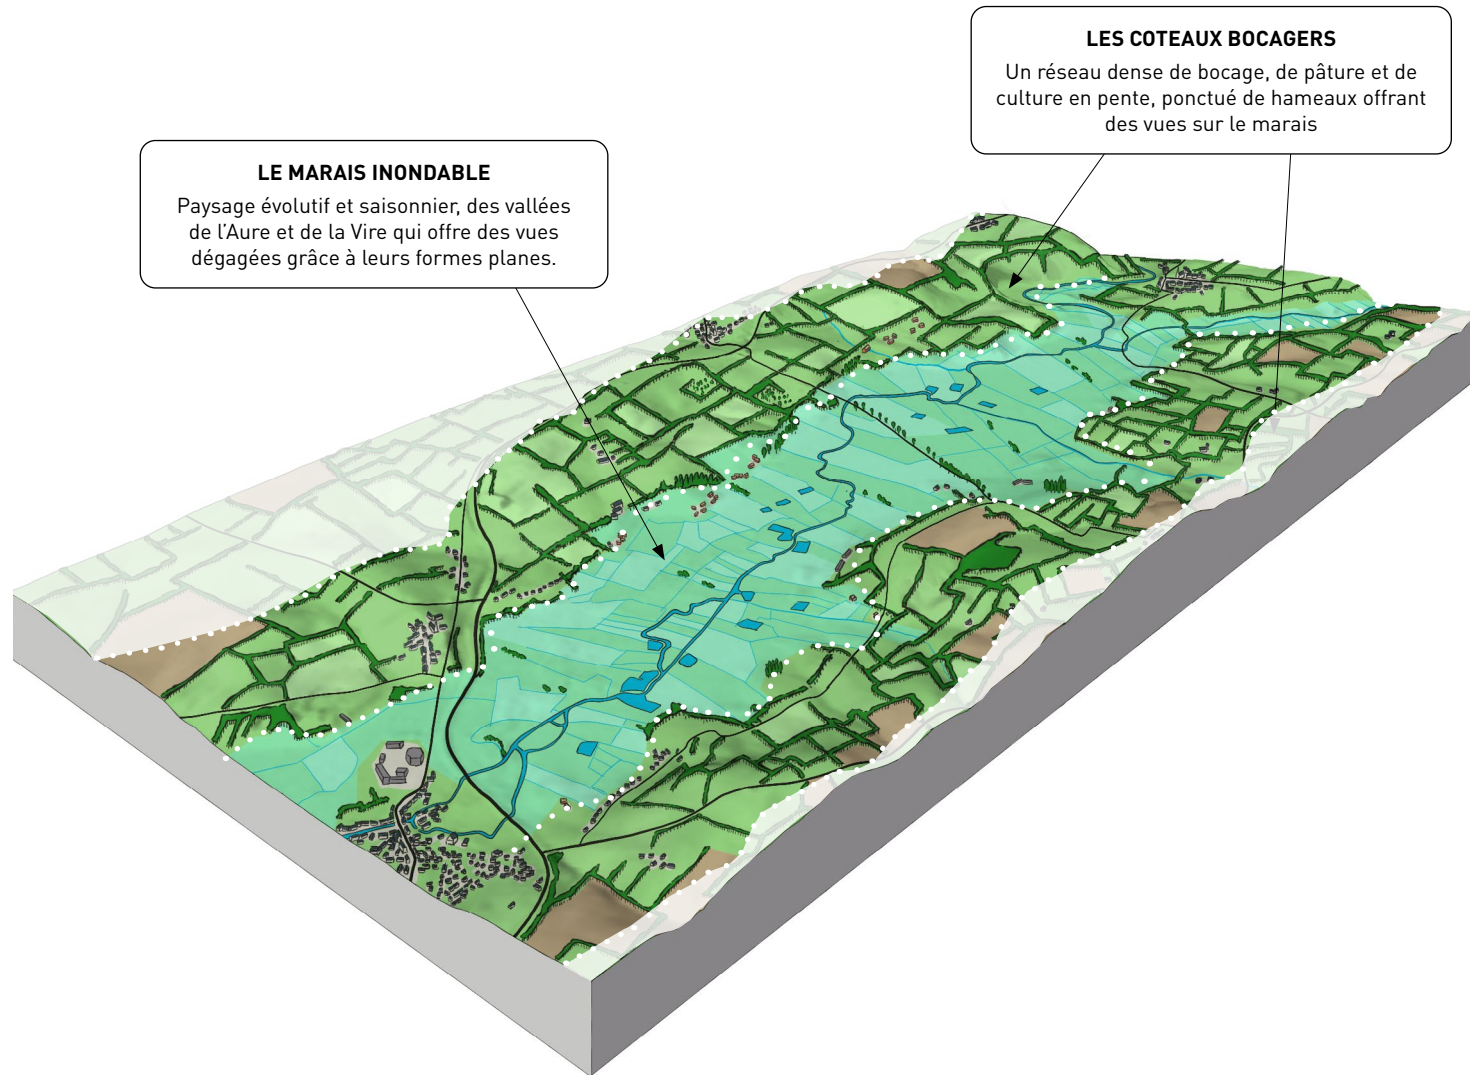 LES COTEAUX BOCAGERS
Un réseau dense de bocage, de pâture et de
culture en pente, ponctué de hameaux offrant
des vues sur le marais
LE MARAIS INONDABLE
Paysage évolutif et saisonnier, des vallées
de l'Aure et de la Vire qui offre des vues
dégagées grâce à leurs formes planes.